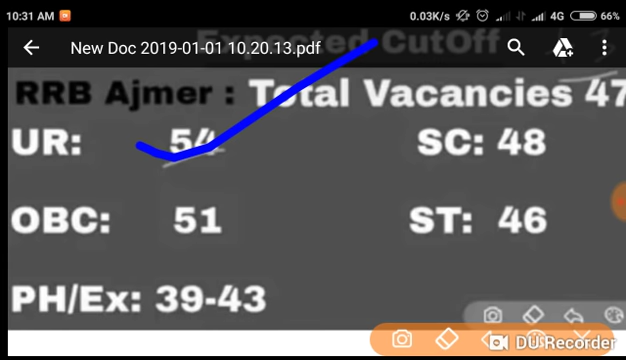 10:31 AM 0.03K/s 4G 66%
New Doc 2019-01-01 10.20.13.pdf
Expected CutOff
RRB Ajmer : Total Vacancies 47
UR: 54 SC: 48
OBC: 51 ST: 46
PH/Ex: 39-43
DU Recorder